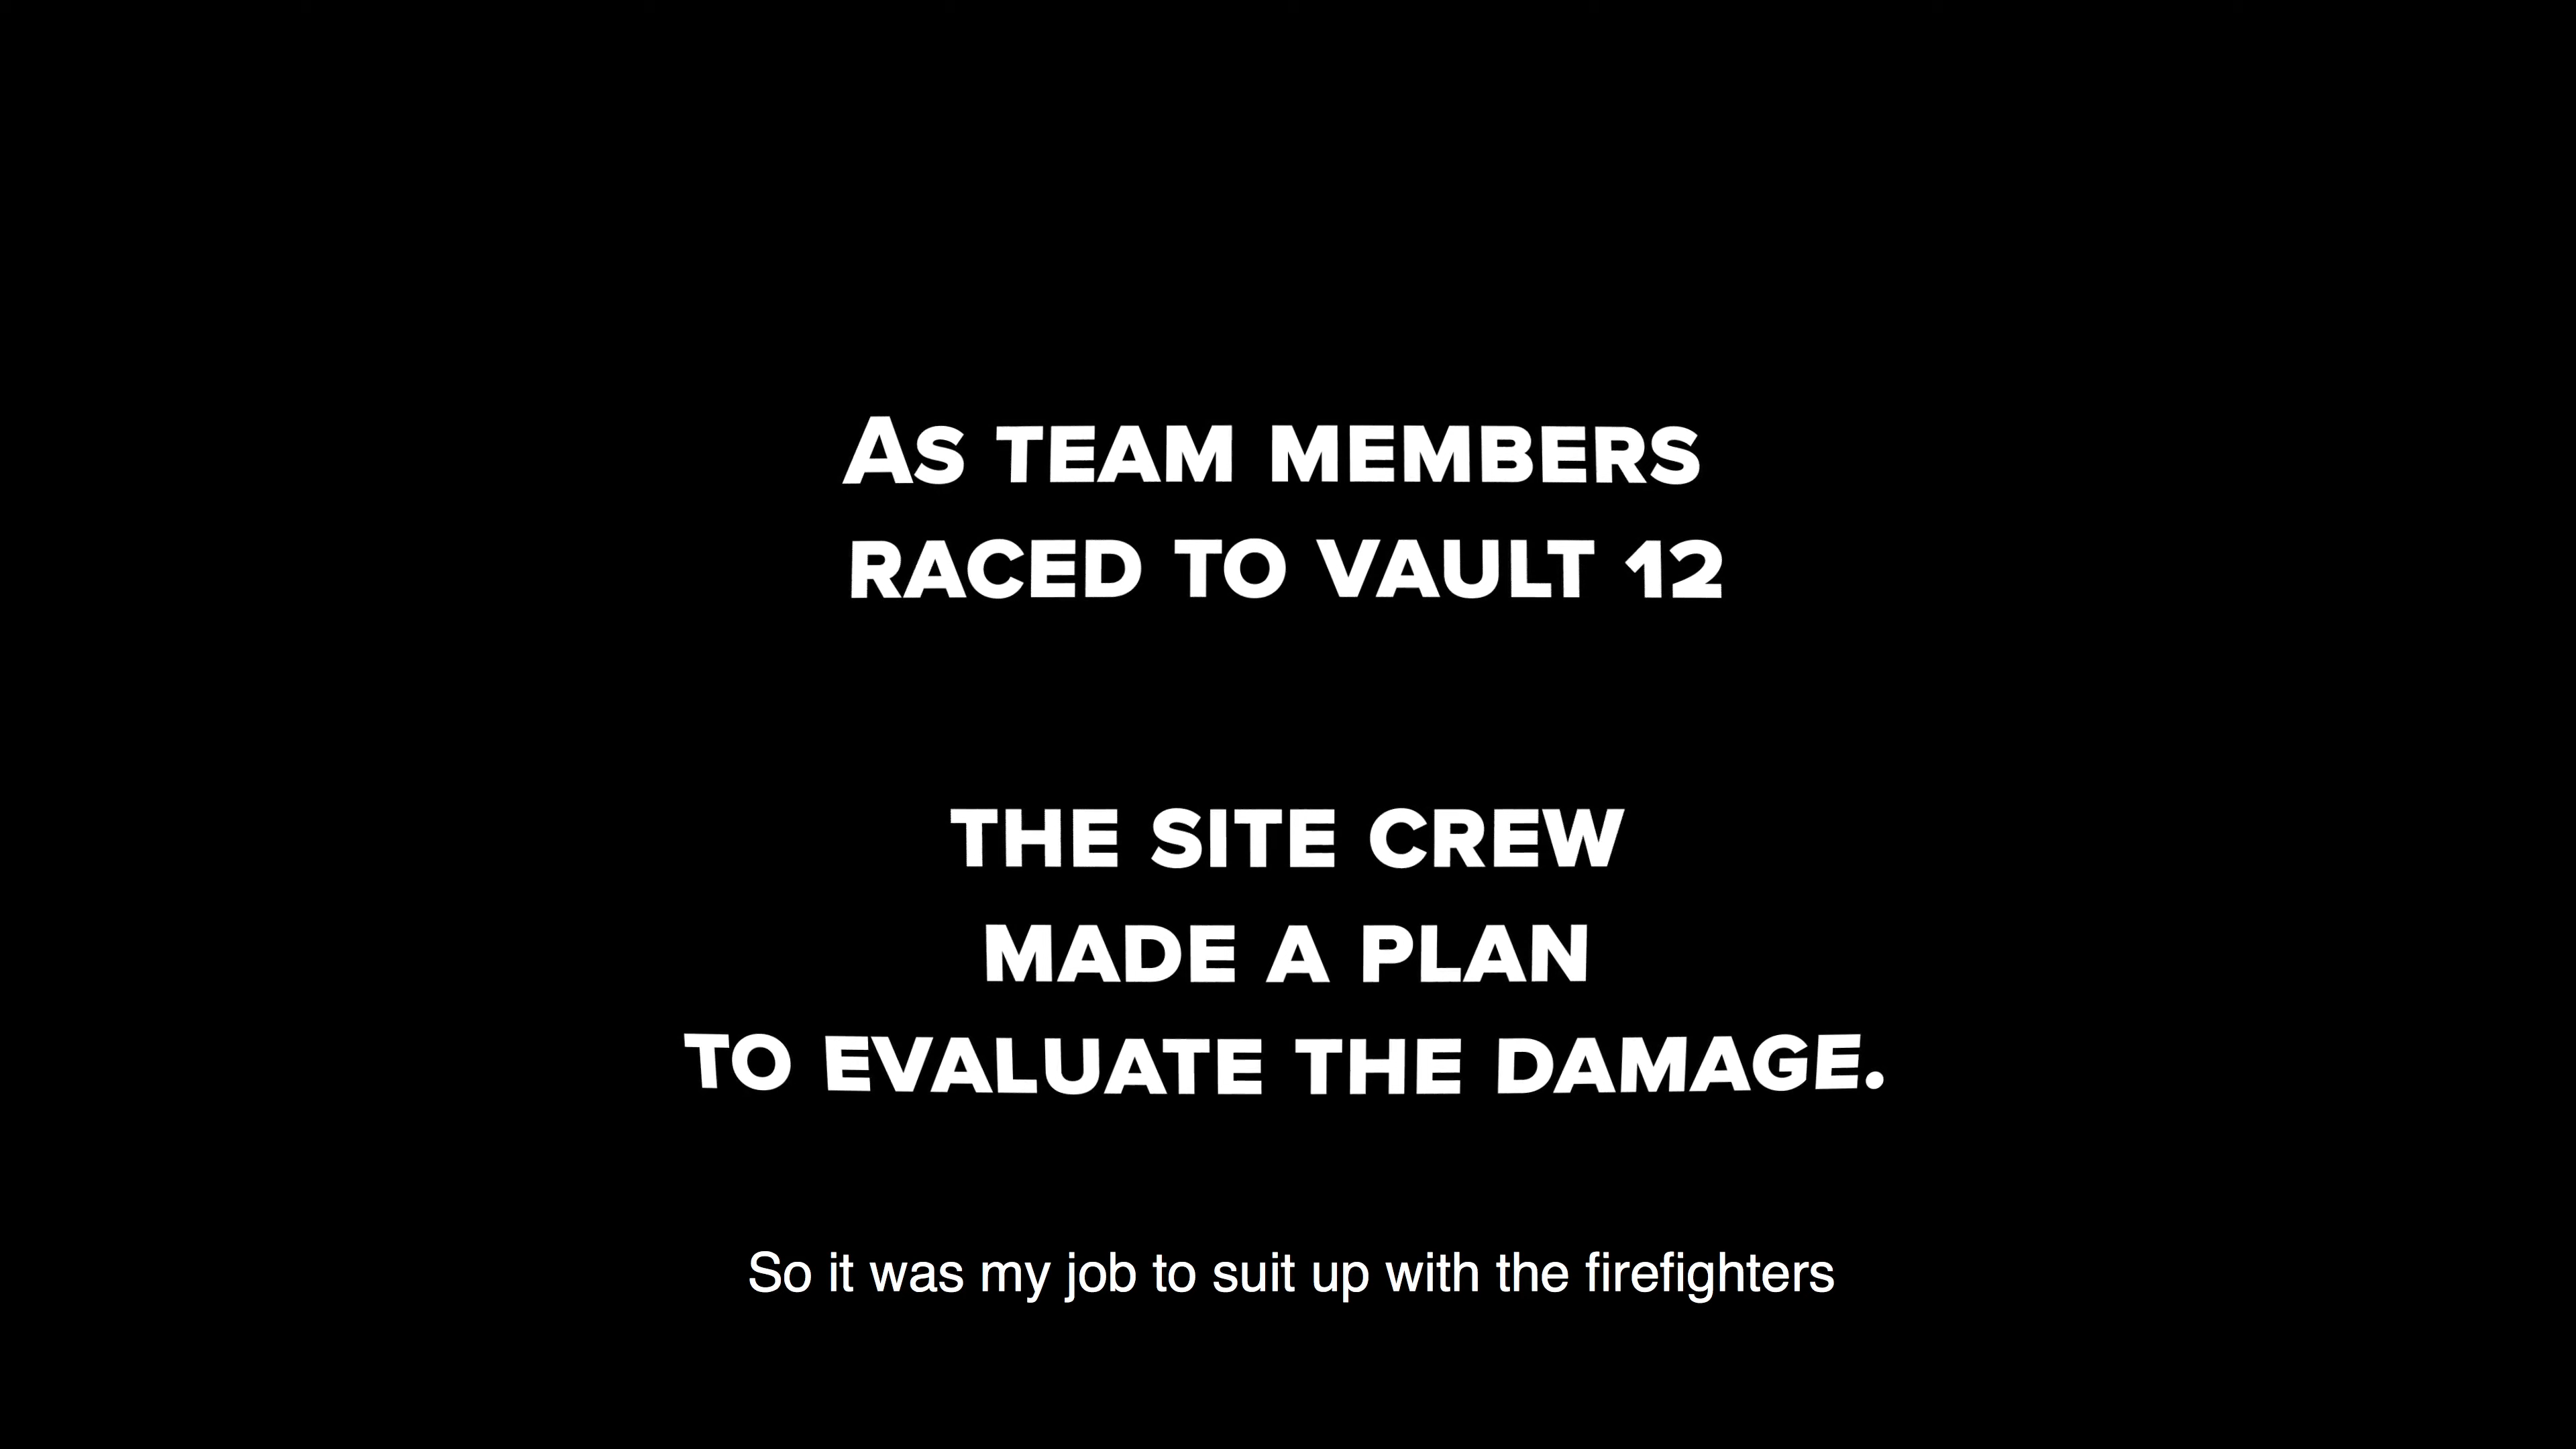 As team members
raced to vault 12
the site crew
made a plan
to evaluate the damage.
So it was my job to suit up with the firefighters